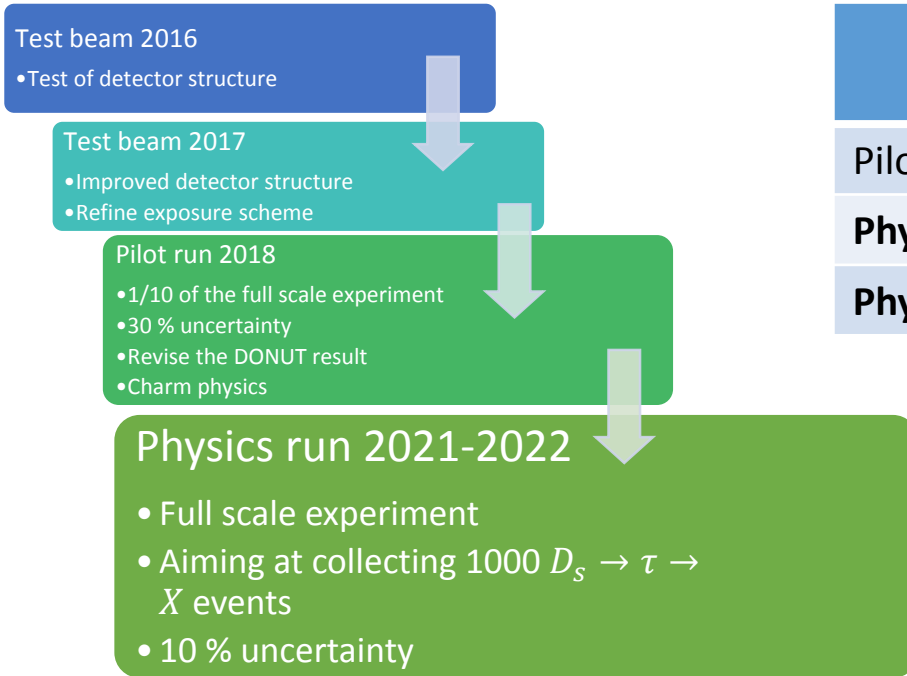 Test beam 2016
•Test of detector structure
Test beam 2017
•Improved detector structure
•Refine exposure scheme
Pilot run 2018
•1/10 of the full scale experiment
•30 % uncertainty
•Revise the DONUT result
•Charm physics
Physics run 2021-2022
• Full scale experiment
• Aiming at collecting 1000 𝐷𝑠 → 𝜏 →
𝑋 events
• 10 % uncertainty